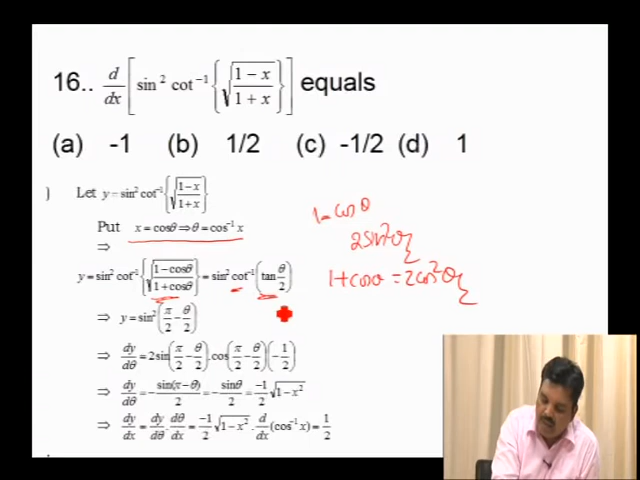 16.. d/dx [ sin² cot⁻¹ { √((1−x)/(1+x)) } ] equals
(a) -1 (b) 1/2 (c) -1/2 (d) 1
) Let y = sin² cot⁻¹ { √((1−x)/(1+x)) }
Put x = cosθ ⇒ θ = cos⁻¹ x
⇒
y = sin² cot⁻¹ { √((1−cosθ)/(1+cosθ)) } = sin² cot⁻¹ (tan θ/2)
⇒ y = sin² (π/2 − θ/2)
⇒ dy/dθ = 2sin(π/2 − θ/2).cos(π/2 − θ/2)(−1/2)
⇒ dy/dθ = −sin(π−θ)/2 = −sinθ/2 = −1/2 √(1−x²)
⇒ dy/dx = dy/dθ . dθ/dx = −1/2 √(1−x²) . d/dx (cos⁻¹ x) = 1/2
1− cos θ
2sin²θ/2
1+cosθ = 2cos²θ/2